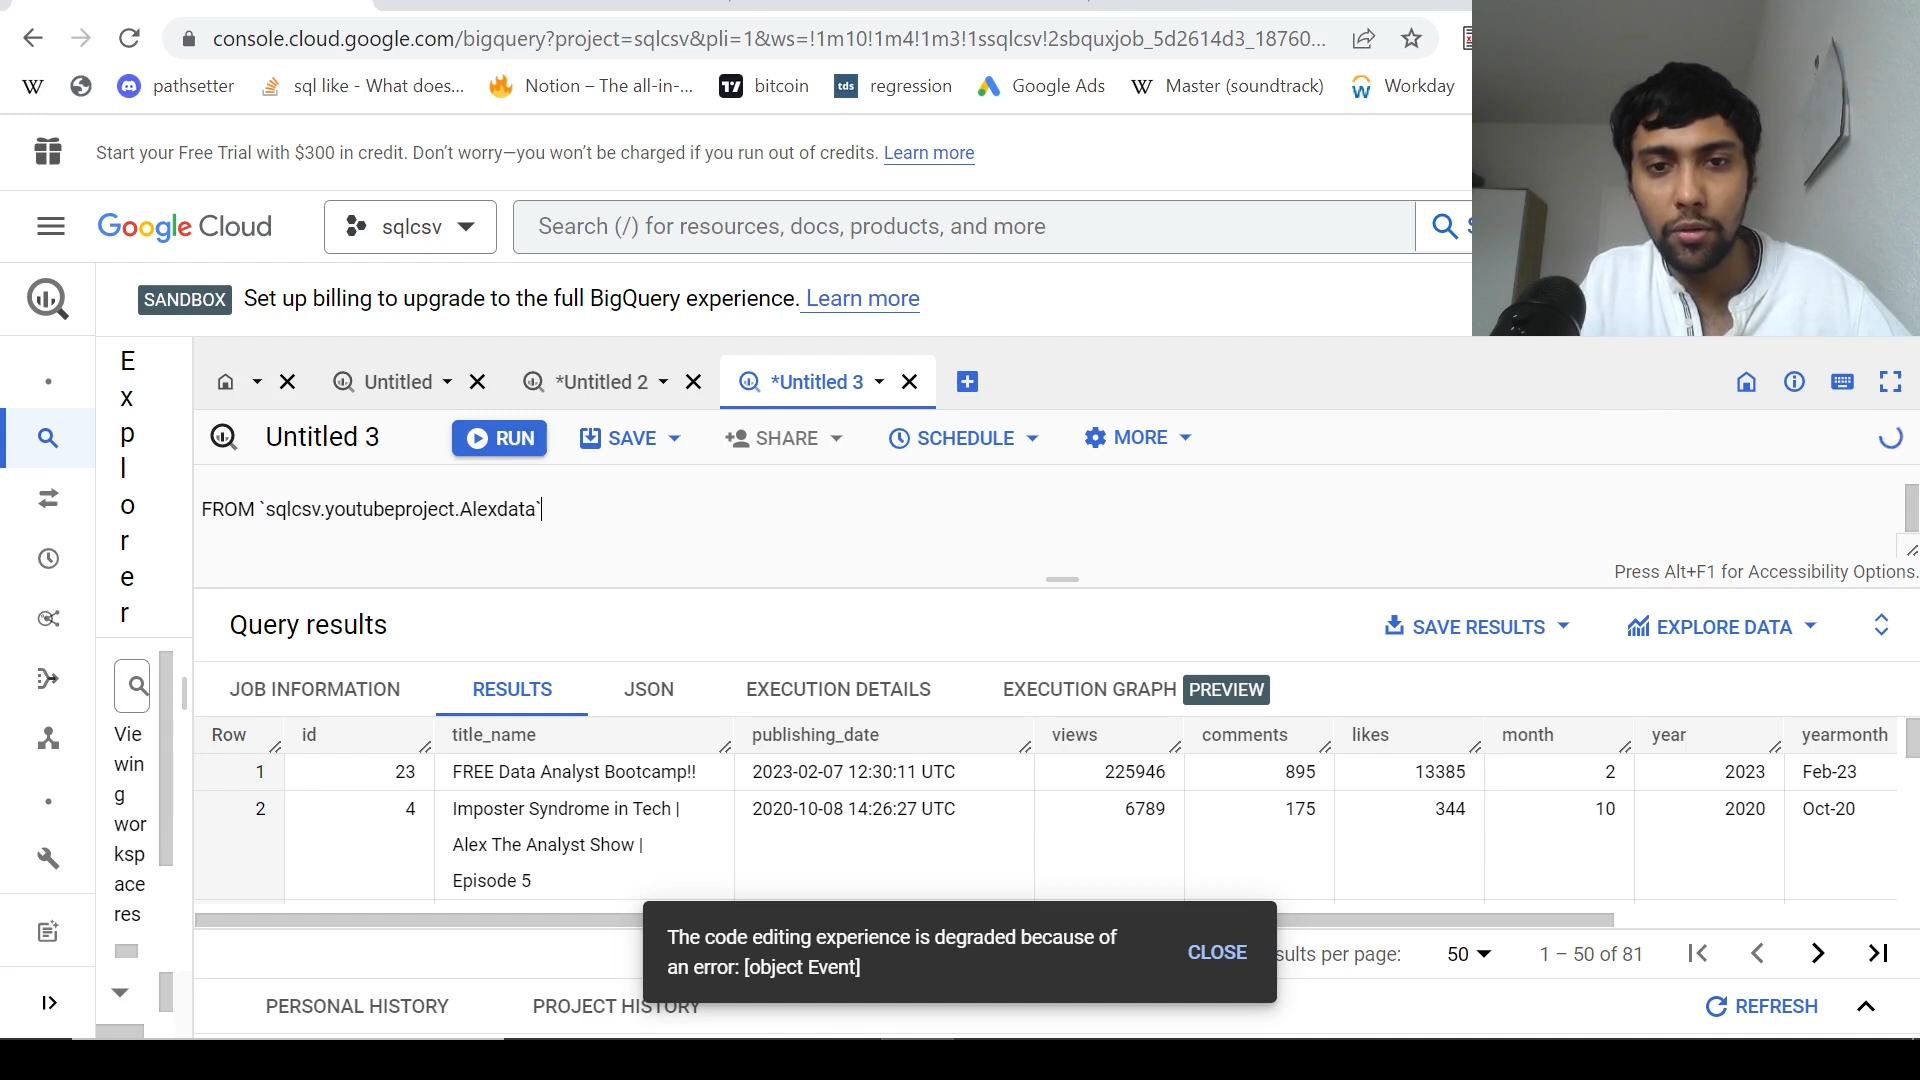 console.cloud.google.com/bigquery?project=sqlcsv&pli=1&ws=!1m10!1m4!1m3!1ssqlcsv!2sbquxjob_5d2614d3_18760...
W pathsetter sql like - What does... Notion – The all-in-... bitcoin tds regression Google Ads W Master (soundtrack) Workday
Start your Free Trial with $300 in credit. Don't worry—you won't be charged if you run out of credits. Learn more
Google Cloud sqlcsv Search (/) for resources, docs, products, and more
SANDBOX Set up billing to upgrade to the full BigQuery experience. Learn more
Explorer
Untitled *Untitled 2 *Untitled 3
Untitled 3 RUN SAVE SHARE SCHEDULE MORE
FROM `sqlcsv.youtubeproject.Alexdata`
Press Alt+F1 for Accessibility Options.
Query results SAVE RESULTS EXPLORE DATA
JOB INFORMATION RESULTS JSON EXECUTION DETAILS EXECUTION GRAPH PREVIEW
Row id title_name publishing_date views comments likes month year yearmonth
1 23 FREE Data Analyst Bootcamp!! 2023-02-07 12:30:11 UTC 225946 895 13385 2 2023 Feb-23
2 4 Imposter Syndrome in Tech | 2020-10-08 14:26:27 UTC 6789 175 344 10 2020 Oct-20
Alex The Analyst Show |
Episode 5
Vie
win
g
wor
ksp
ace
res
The code editing experience is degraded because of
an error: [object Event]
CLOSE
sults per page: 50 1 – 50 of 81
PERSONAL HISTORY PROJECT HISTORY REFRESH